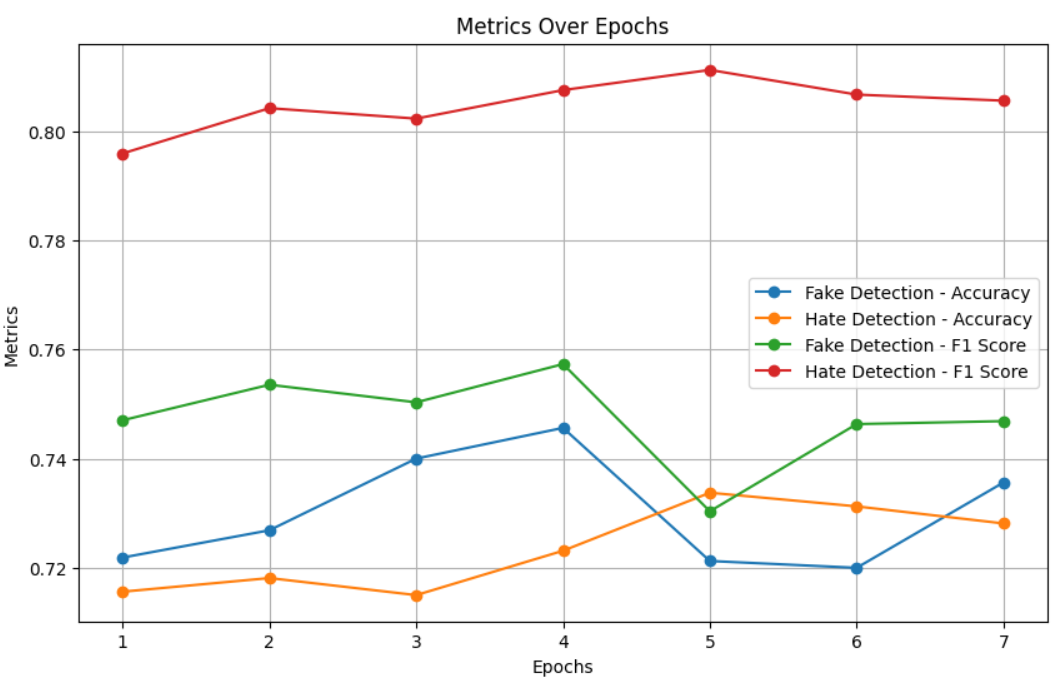 Metrics Over Epochs
Metrics
0.80
0.78
0.76
0.74
0.72
Fake Detection - Accuracy
Hate Detection - Accuracy
Fake Detection - F1 Score
Hate Detection - F1 Score
1 2 3 4 5 6 7
Epochs